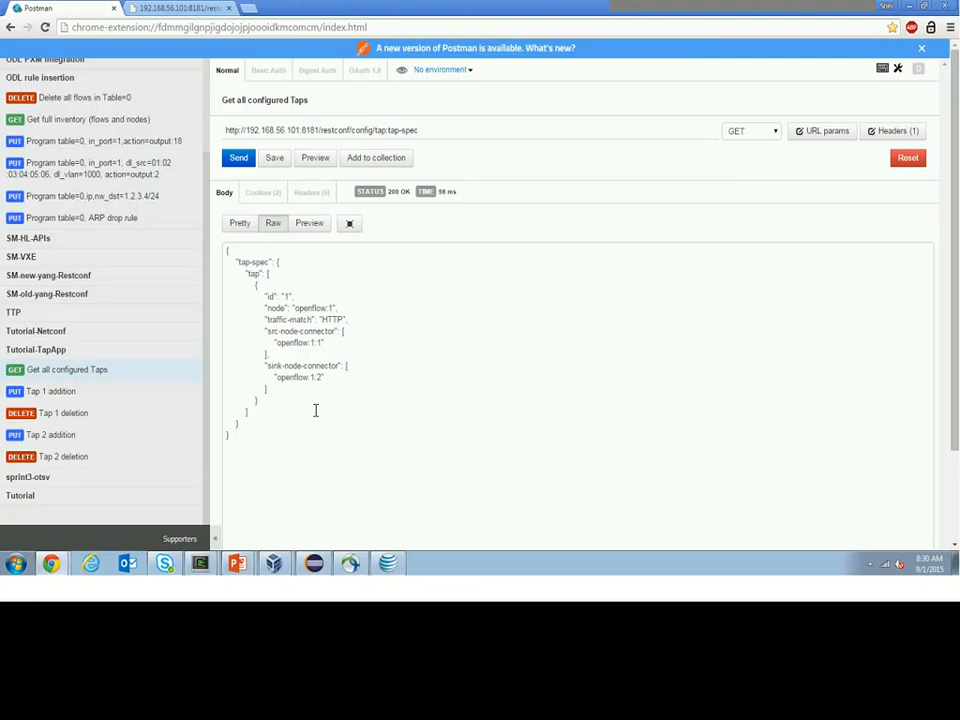 Postman
192.168.56.101:8181/rest
Srini
chrome-extension://fdmmgilgnpjigdojojpjoooidkmcomcm/index.html
A new version of Postman is available. What's new?
ODL rule insertion
DELETE Delete all flows in Table=0
GET Get full inventory (flows and nodes)
PUT Program table=0, in_port=1,action=output:18
PUT Program table=0, in_port=1, dl_src=01:02
:03:04:05:06, dl_vlan=1000, action=output:2
PUT Program table=0,ip,nw_dst=1.2.3.4/24
PUT Program table=0, ARP drop rule
SM-HL-APIs
SM-VXE
SM-new-yang-Restconf
SM-old-yang-Restconf
TTP
Tutorial-Netconf
Tutorial-TapApp
GET Get all configured Taps
PUT Tap 1 addition
DELETE Tap 1 deletion
PUT Tap 2 addition
DELETE Tap 2 deletion
sprint3-otsv
Tutorial
Supporters
Normal Basic Auth Digest Auth OAuth 1.0 No environment 0
Get all configured Taps
http://192.168.56.101:8181/restconf/config/tap:tap-spec GET URL params Headers (1)
Send Save Preview Add to collection Reset
Body Cookies (2) Headers (5) STATUS 200 OK TIME 58 ms
Pretty Raw Preview
{
"tap-spec": {
"tap": [
{
"id": "1",
"node": "openflow:1",
"traffic-match": "HTTP",
"src-node-connector": [
"openflow:1:1"
],
"sink-node-connector": [
"openflow:1:2"
]
}
]
}
}
8:30 AM
9/1/2015